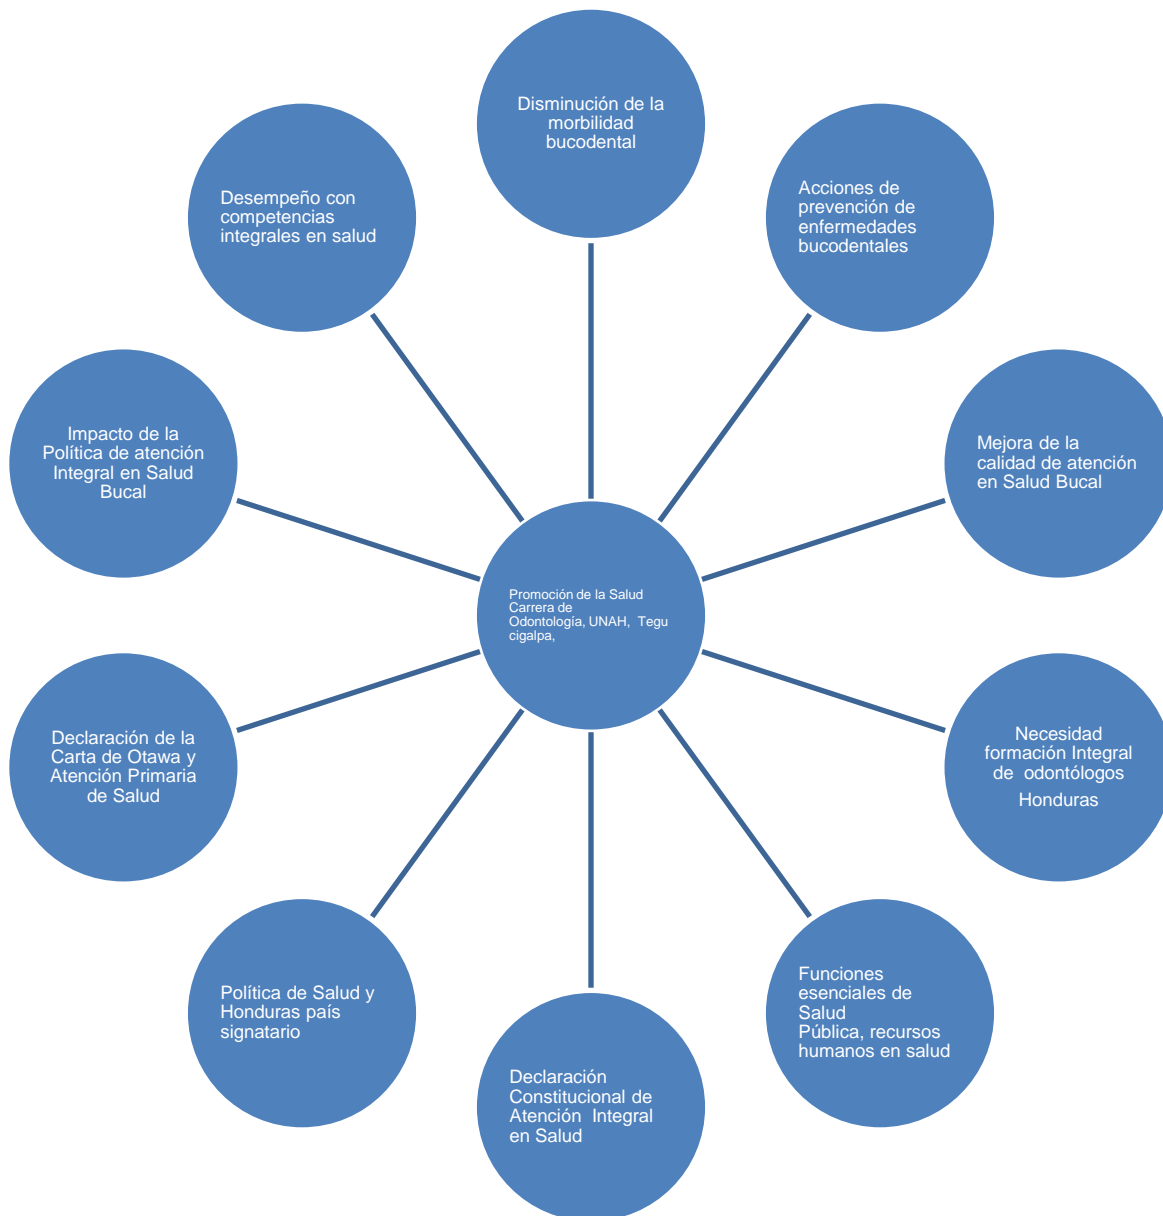 Disminución de la
morbilidad
bucodental
Acciones de
prevención de
enfermedades
bucodentales
Mejora de la
calidad de atención
en Salud Bucal
Necesidad
formación Integral
de odontólogos
Honduras
Funciones
esenciales de
Salud
Pública, recursos
humanos en salud
Declaración
Constitucional de
Atención Integral
en Salud
Política de Salud y
Honduras país
signatario
Declaración de la
Carta de Otawa y
Atención Primaria
de Salud
Impacto de la
Política de atención
Integral en Salud
Bucal
Desempeño con
competencias
integrales en salud
Promoción de la Salud
Carrera de
Odontología, UNAH, Tegu
cigalpa,